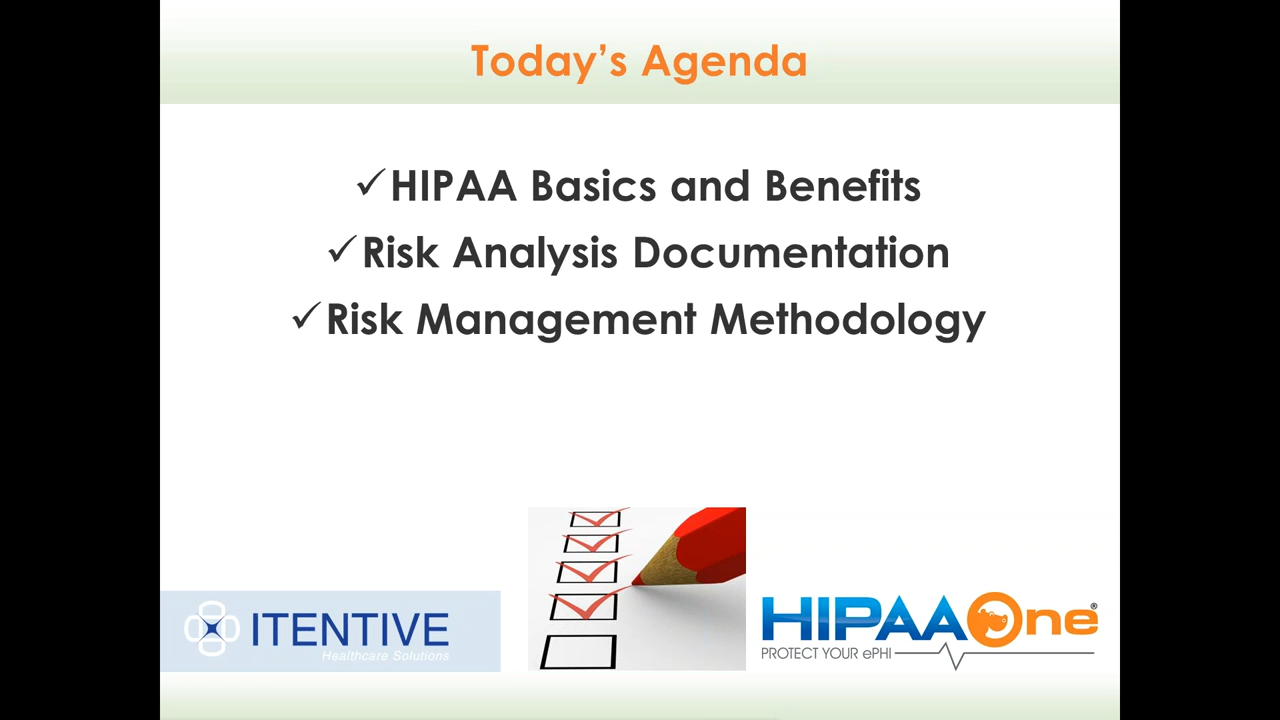 Today’s Agenda
✓HIPAA Basics and Benefits
✓Risk Analysis Documentation
✓Risk Management Methodology
ITENTIVE
Healthcare Solutions
HIPAAOne®
PROTECT YOUR ePHI